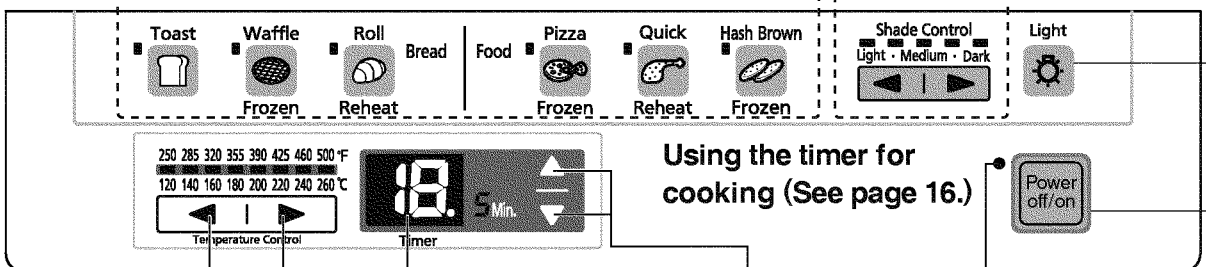 Toast Waffle Roll Bread Food Pizza Quick Hash Brown Shade Control Light
Light · Medium · Dark
Frozen Reheat Frozen Reheat Frozen
250 285 320 355 390 425 460 500 °F
120 140 160 180 200 220 240 260 °C
Temperature Control
18. 5 Min.
Timer
Using the timer for
cooking (See page 16.)
Power
off/on